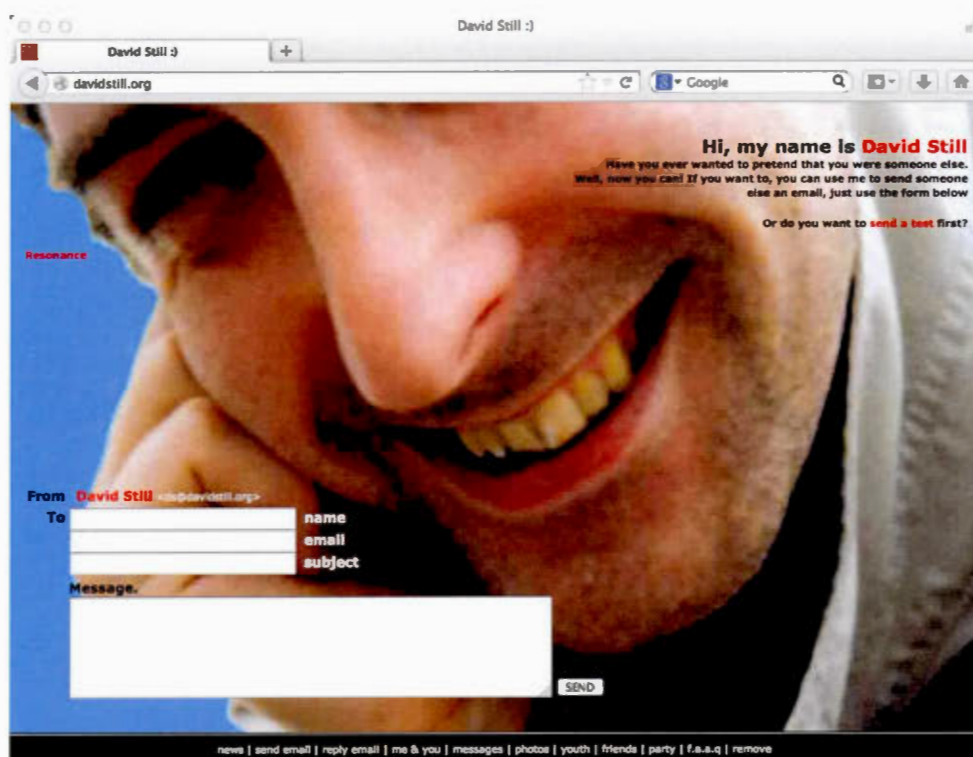 David Still :)
David Still :)
+
davidstill.org
Google
Hi, my name is David Still
Have you ever wanted to pretend that you were someone else.
Well, now you can! If you want to, you can use me to send someone
else an email, just use the form below
Or do you want to send a test first?
Resonance
From David Still <ds@davidstill.org>
To
name
email
subject
Message.
SEND
news | send email | reply email | me & you | messages | photos | youth | friends | party | f.a.a.q | remove